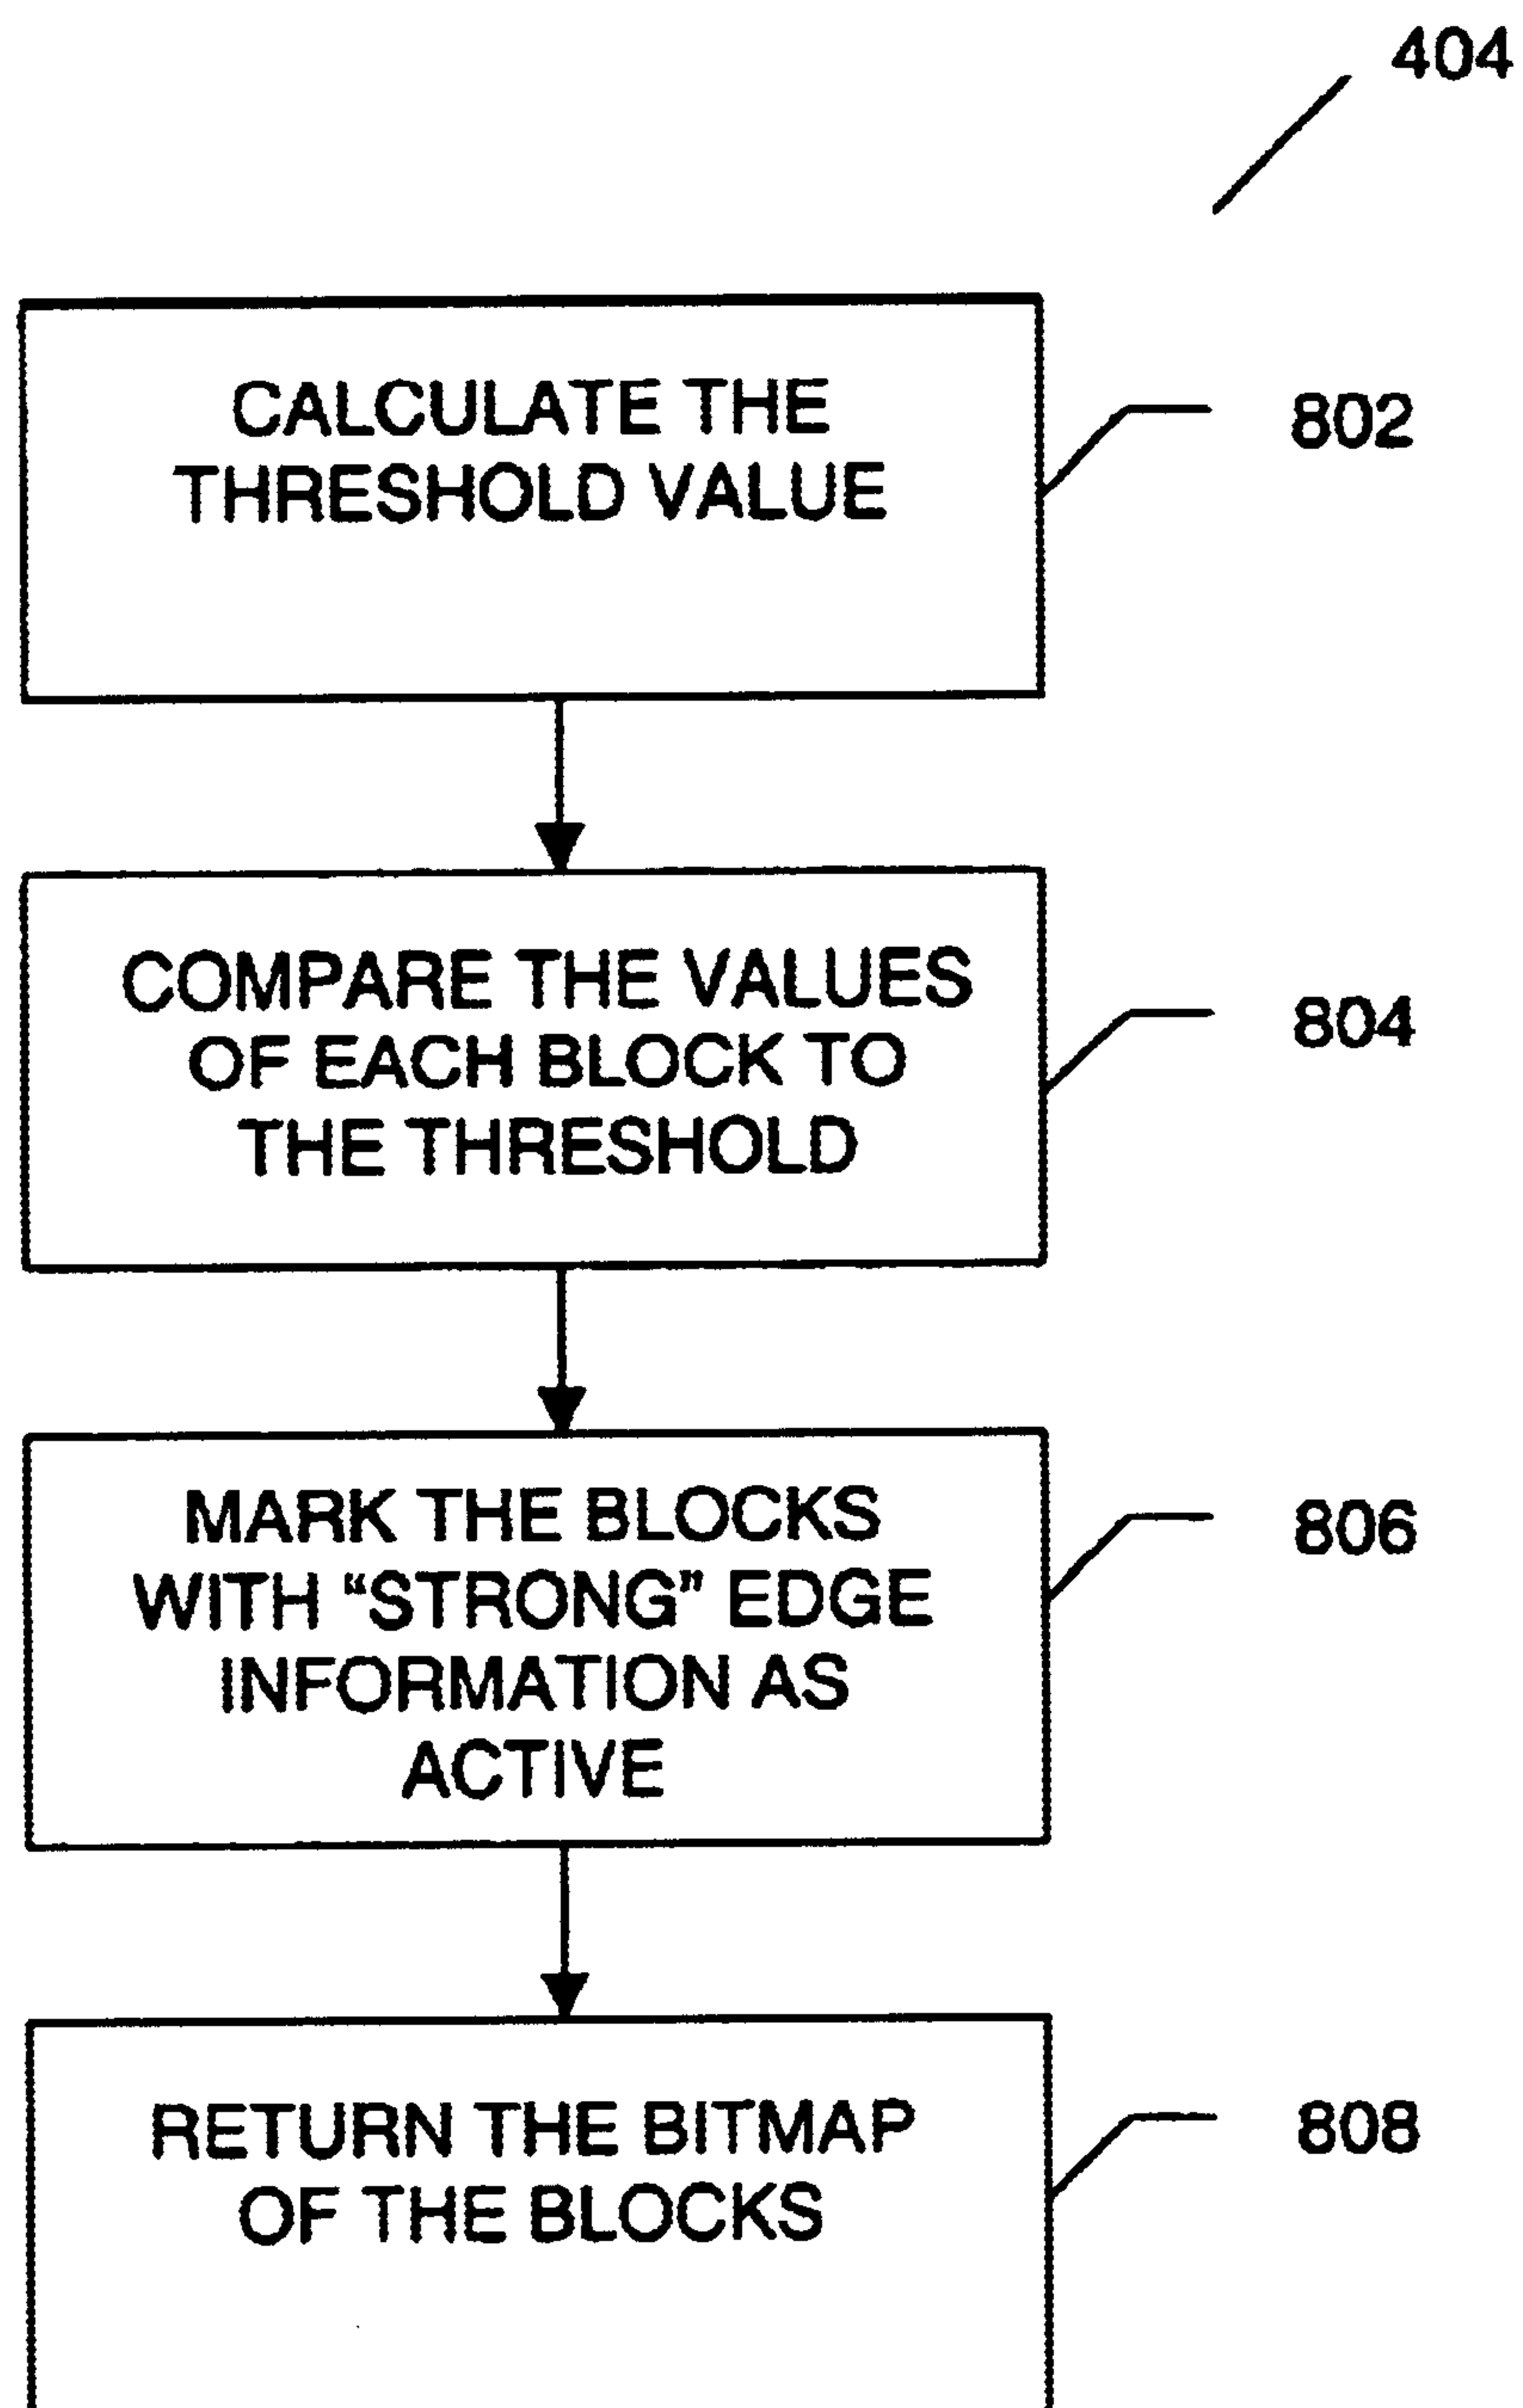 404
CALCULATE THE
THRESHOLD VALUE
802
COMPARE THE VALUES
OF EACH BLOCK TO
THE THRESHOLD
804
MARK THE BLOCKS
WITH “STRONG” EDGE
INFORMATION AS
ACTIVE
806
RETURN THE BITMAP
OF THE BLOCKS
808